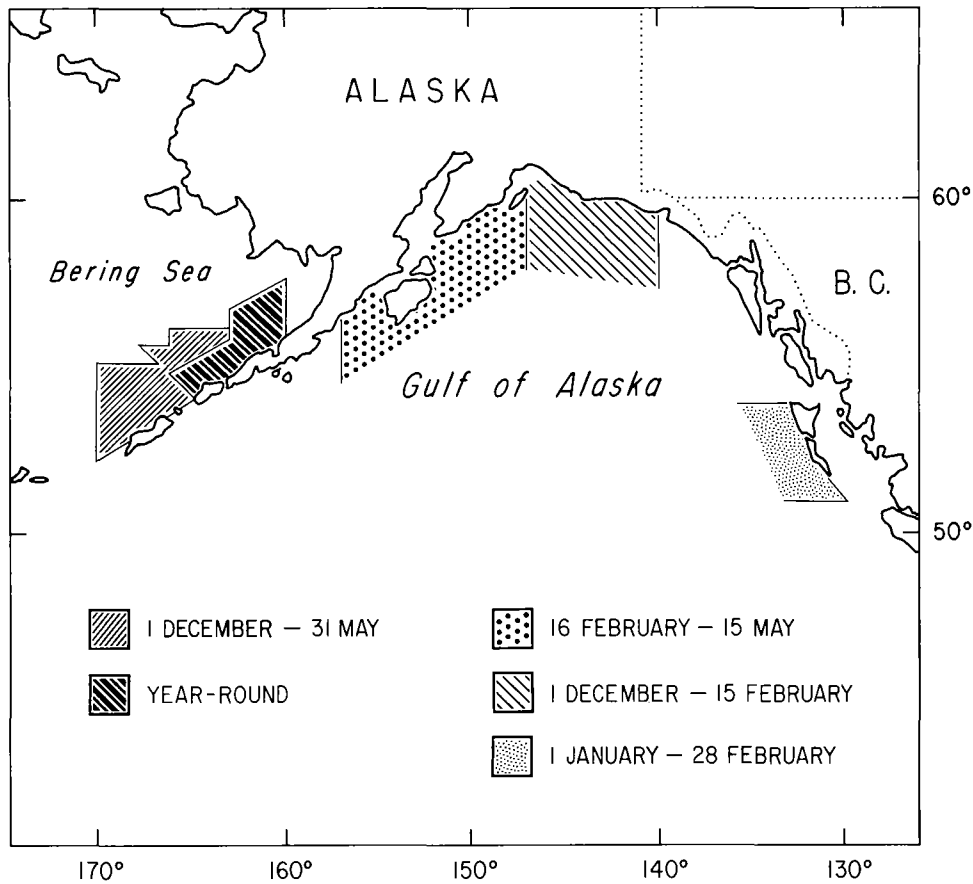 ALASKA
60°
Bering Sea
B. C.
Gulf of Alaska
50°
1 DECEMBER – 31 MAY
16 FEBRUARY – 15 MAY
YEAR-ROUND
1 DECEMBER – 15 FEBRUARY
1 JANUARY – 28 FEBRUARY
170° 160° 150° 140° 130°